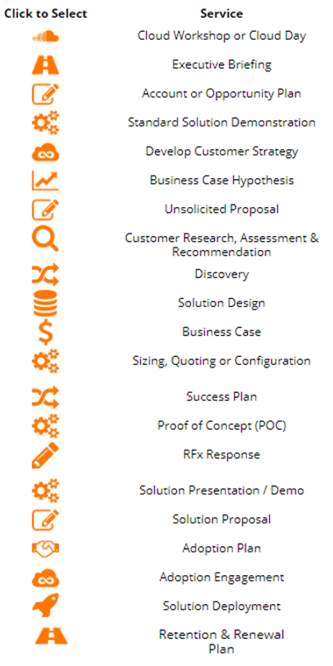 Click to Select Service
Cloud Workshop or Cloud Day
Executive Briefing
Account or Opportunity Plan
Standard Solution Demonstration
Develop Customer Strategy
Business Case Hypothesis
Unsolicited Proposal
Customer Research, Assessment &
Recommendation
Discovery
Solution Design
Business Case
Sizing, Quoting or Configuration
Success Plan
Proof of Concept (POC)
RFx Response
Solution Presentation / Demo
Solution Proposal
Adoption Plan
Adoption Engagement
Solution Deployment
Retention & Renewal
Plan